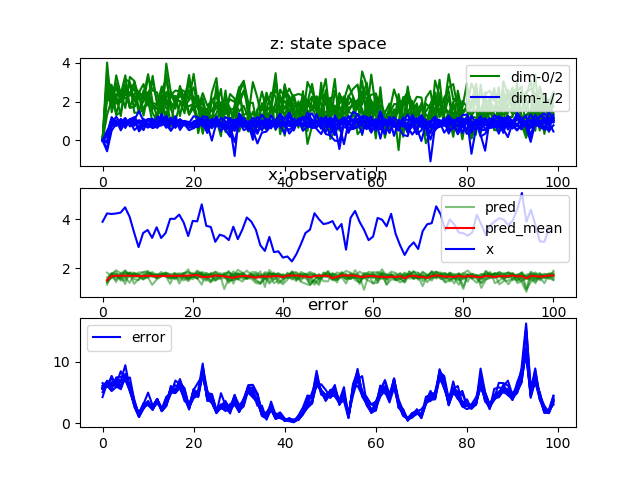 z: state space
4
2
0
dim-0/2
dim-1/2
0 20 40 60 80 100
x: observation
4
2
pred
pred_mean
x
0 20 40 60 80 100
error
10
0
error
0 20 40 60 80 100